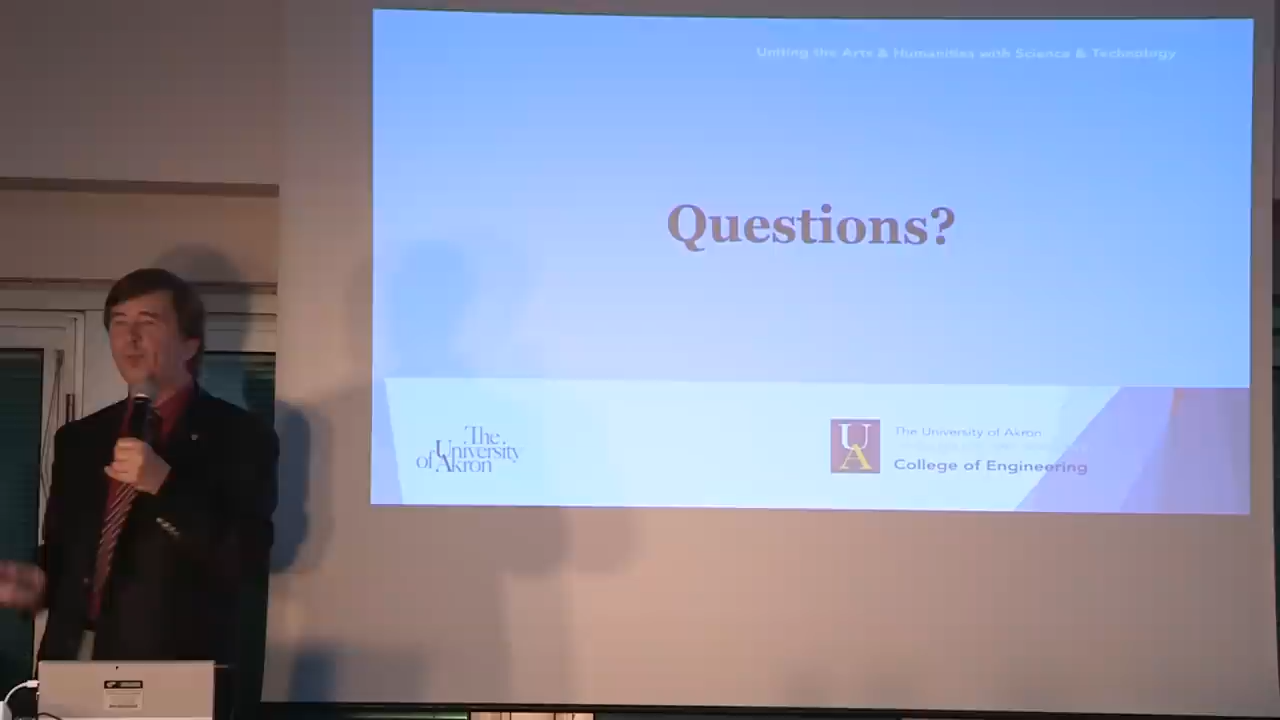 Uniting the Arts & Humanities with Science & Technology
Questions?
The
University
of Akron
UA
The University of Akron
College of Engineering